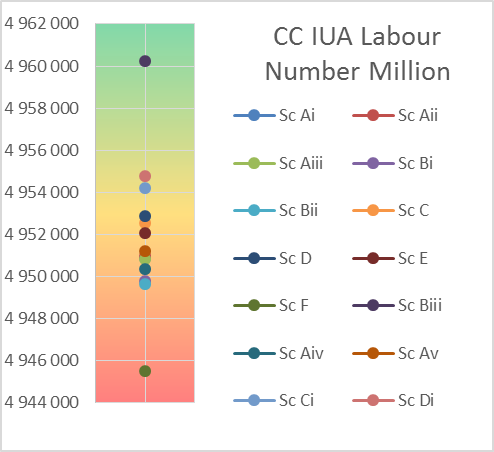 CC IUA Labour
Number Million
4 962 000
4 960 000
4 958 000
4 956 000
4 954 000
4 952 000
4 950 000
4 948 000
4 946 000
4 944 000
Sc Ai Sc Aii
Sc Aiii Sc Bi
Sc Bii Sc C
Sc D Sc E
Sc F Sc Biii
Sc Aiv Sc Av
Sc Ci Sc Di